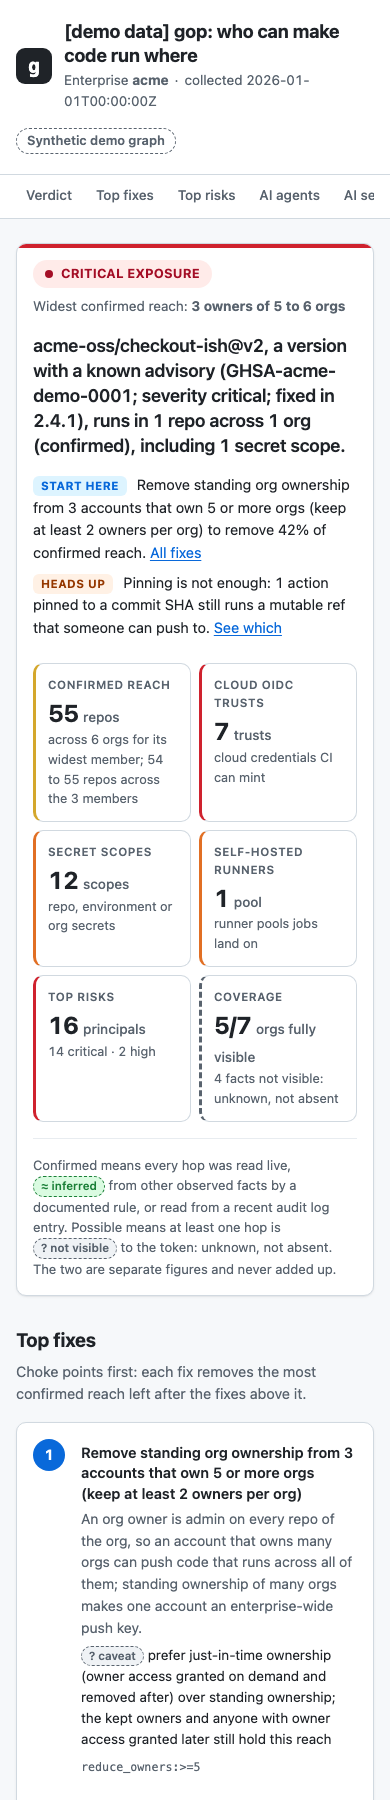 [demo data] gop: who can make
code run where
g
Enterprise acme · collected 2026-01-
01T00:00:00Z
Synthetic demo graph
Verdict Top fixes Top risks AI agents AI se
CRITICAL EXPOSURE
Widest confirmed reach: 3 owners of 5 to 6 orgs
acme-oss/checkout-ish@v2, a version
with a known advisory (GHSA-acme-
demo-0001; severity critical; fixed in
2.4.1), runs in 1 repo across 1 org
(confirmed), including 1 secret scope.
START HERE Remove standing org ownership
from 3 accounts that own 5 or more orgs (keep
at least 2 owners per org) to remove 42% of
confirmed reach. All fixes
HEADS UP Pinning is not enough: 1 action
pinned to a commit SHA still runs a mutable ref
that someone can push to. See which
CONFIRMED REACH
55 repos
across 6 orgs for its
widest member; 54
to 55 repos across
the 3 members
CLOUD OIDC
TRUSTS
7 trusts
cloud credentials CI
can mint
SECRET SCOPES
12 scopes
repo, environment or
org secrets
SELF-HOSTED
RUNNERS
1 pool
runner pools jobs
land on
TOP RISKS
16 principals
14 critical · 2 high
COVERAGE
5/7 orgs fully
visible
4 facts not visible:
unknown, not absent
Confirmed means every hop was read live,
≈ inferred from other observed facts by a
documented rule, or read from a recent audit log
entry. Possible means at least one hop is
? not visible to the token: unknown, not absent.
The two are separate figures and never added up.
Top fixes
Choke points first: each fix removes the most
confirmed reach left after the fixes above it.
1
Remove standing org ownership from 3
accounts that own 5 or more orgs
(keep at least 2 owners per org)
An org owner is admin on every repo of
the org, so an account that owns many
orgs can push code that runs across all of
them; standing ownership of many orgs
makes one account an enterprise-wide
push key.
? caveat prefer just-in-time ownership
(owner access granted on demand and
removed after) over standing ownership;
the kept owners and anyone with owner
access granted later still hold this reach
reduce_owners:>=5